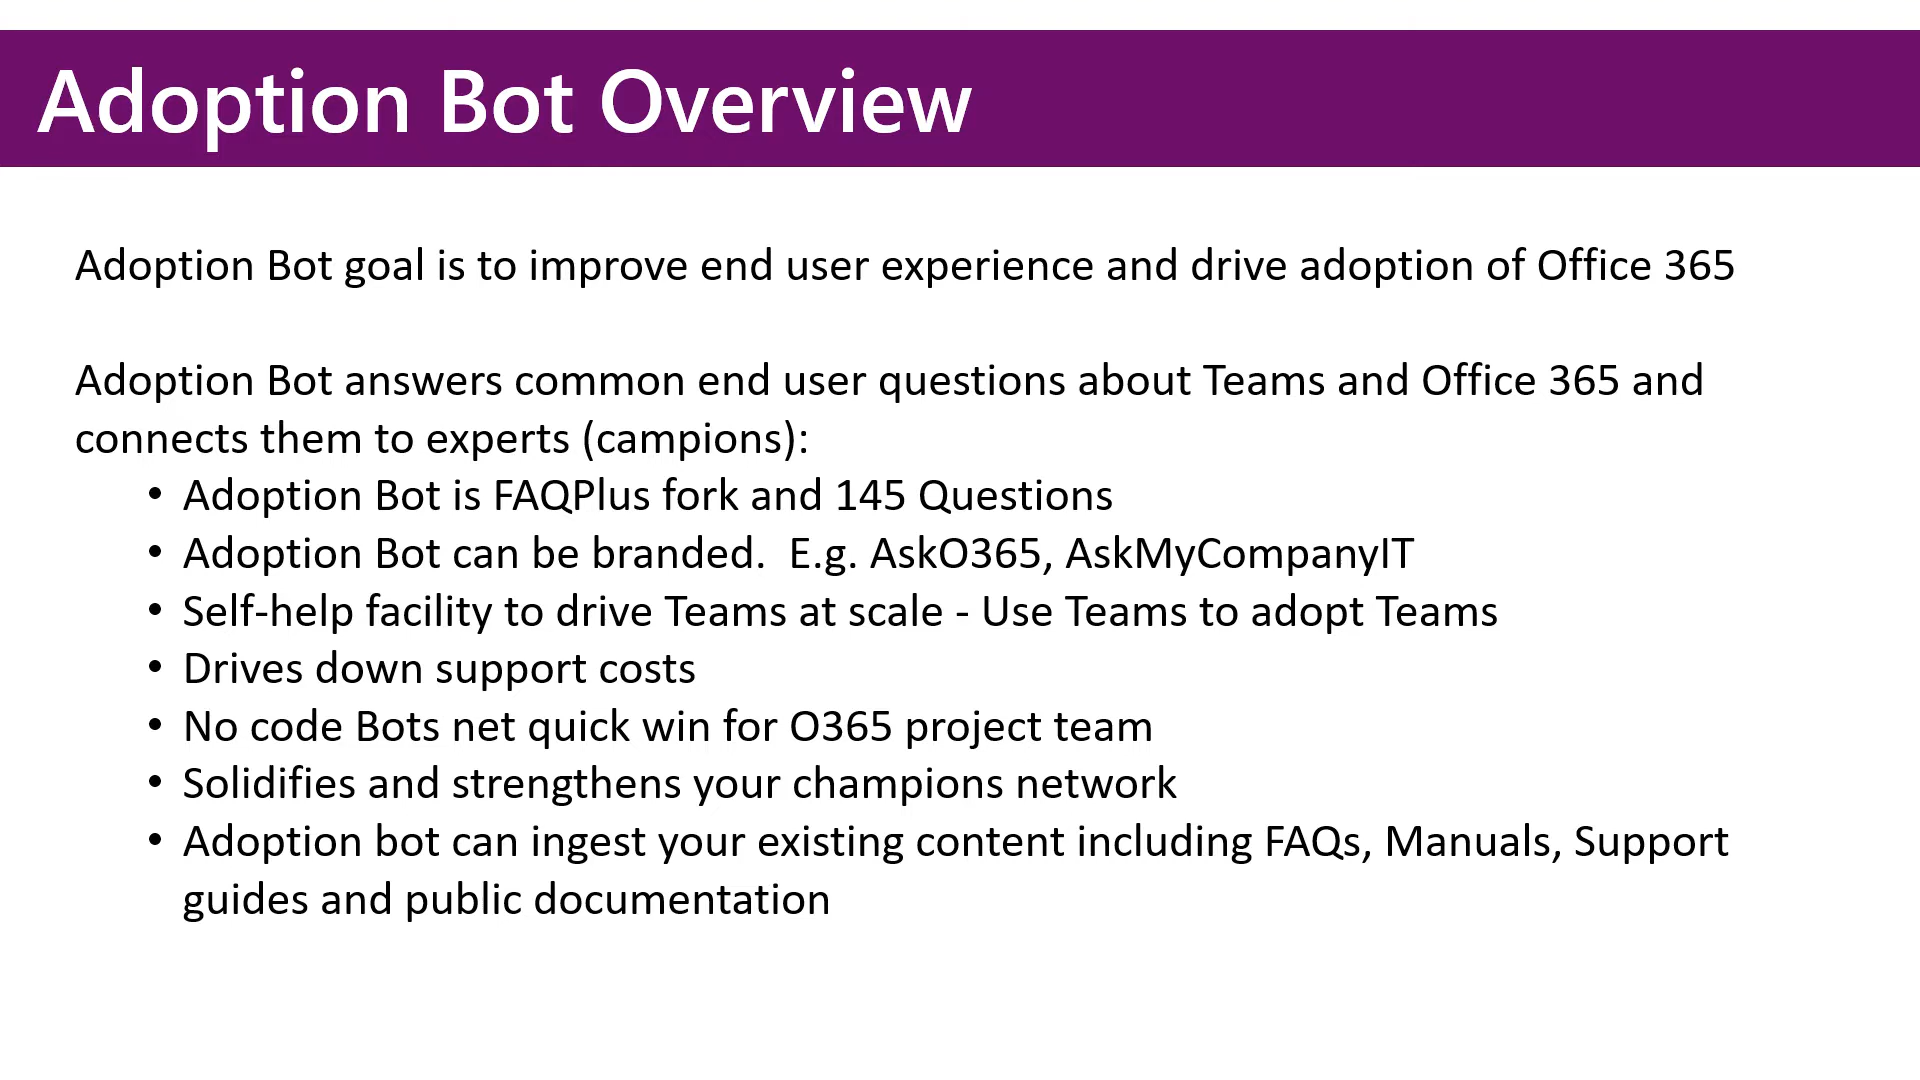 Adoption Bot Overview
Adoption Bot goal is to improve end user experience and drive adoption of Office 365
Adoption Bot answers common end user questions about Teams and Office 365 and
connects them to experts (campions):
• Adoption Bot is FAQPlus fork and 145 Questions
• Adoption Bot can be branded.  E.g. AskO365, AskMyCompanyIT
• Self-help facility to drive Teams at scale - Use Teams to adopt Teams
• Drives down support costs
• No code Bots net quick win for O365 project team
• Solidifies and strengthens your champions network
• Adoption bot can ingest your existing content including FAQs, Manuals, Support
guides and public documentation